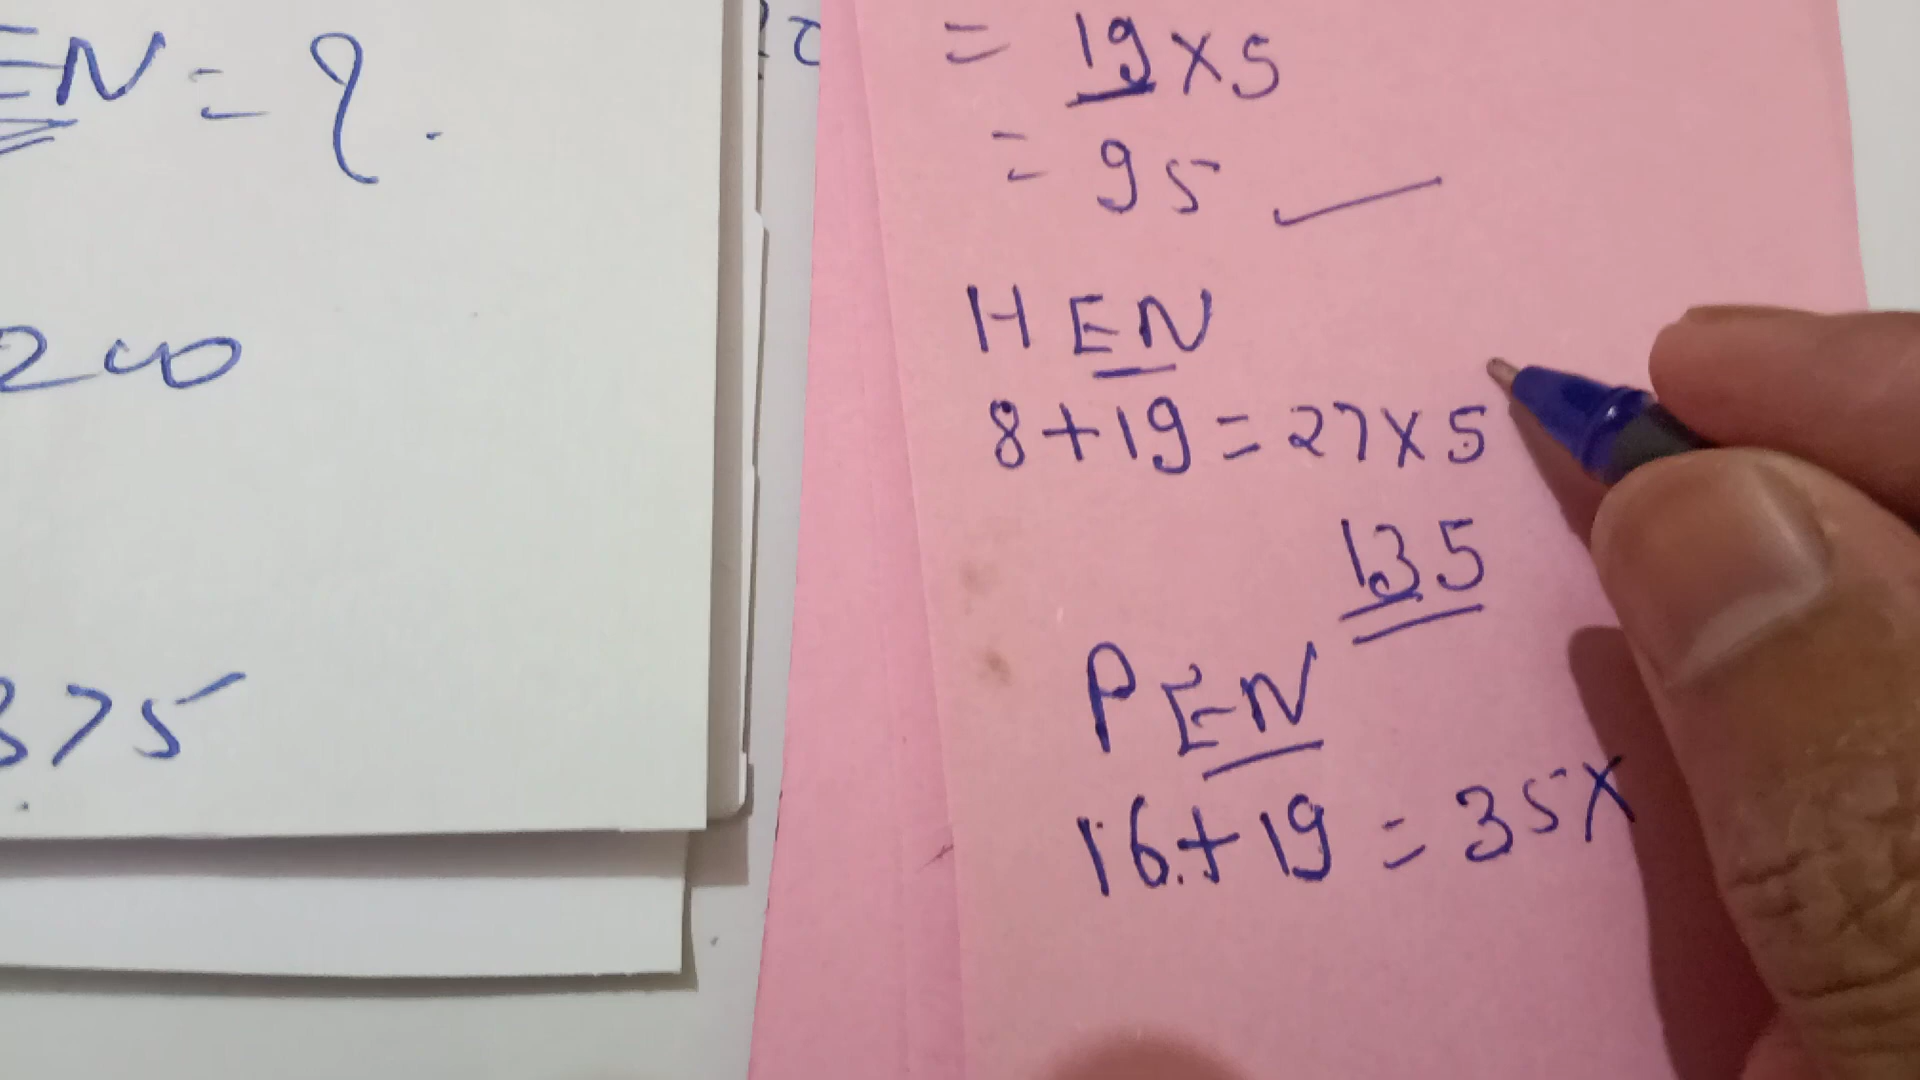 EN = ?.
200
375
= 19 x 5
= 95
HEN
8 + 19 = 27 x 5
135
PEN
16 + 19 = 35 x